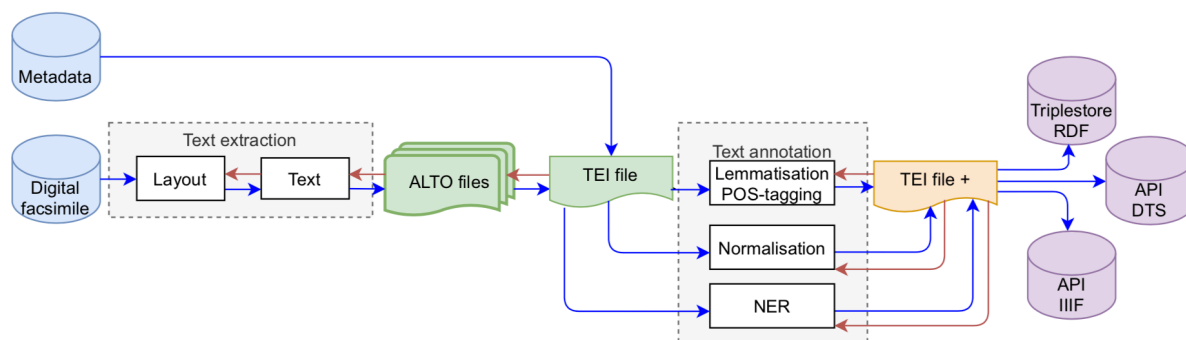 Metadata
Digital
facsimile
Text extraction
Layout
Text
ALTO files
TEI file
Text annotation
Lemmatisation
POS-tagging
Normalisation
NER
TEI file +
Triplestore
RDF
API
DTS
API
IIIF